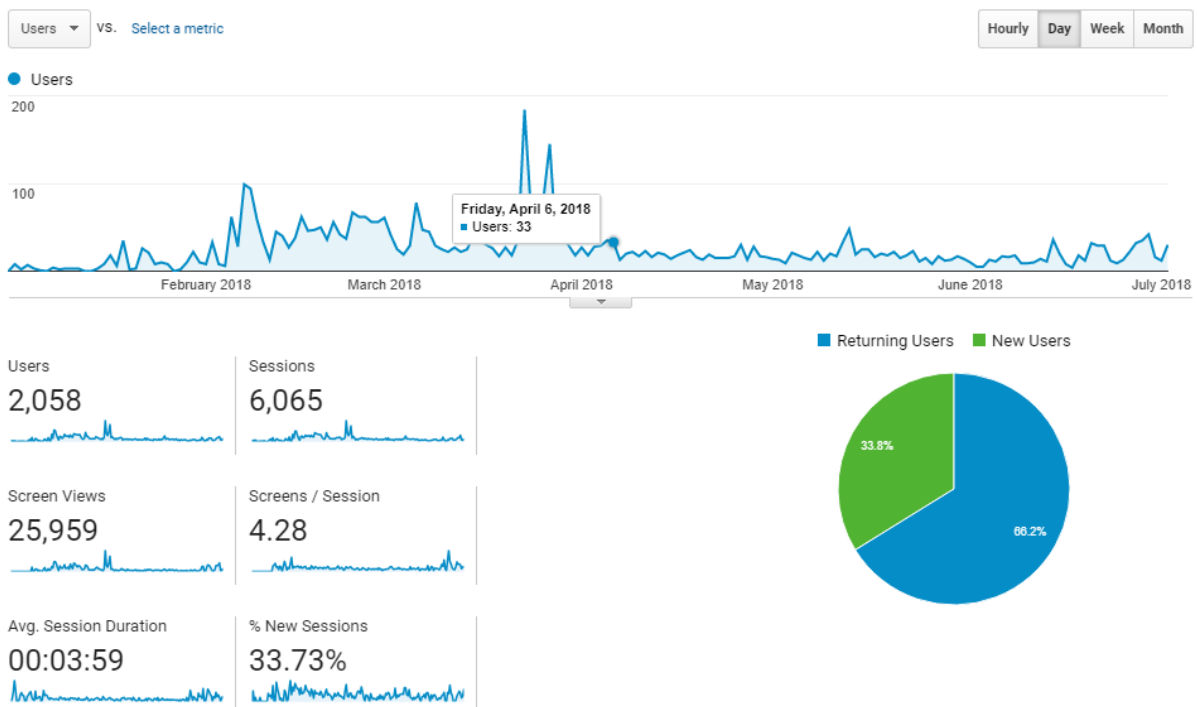 Users vs. Select a metric
Hourly Day Week Month
Users
200
100
Friday, April 6, 2018
Users: 33
February 2018 March 2018 April 2018 May 2018 June 2018 July 2018
Returning Users New Users
Users Sessions
2,058 6,065
33.8%
66.2%
Screen Views Screens / Session
25,959 4.28
Avg. Session Duration % New Sessions
00:03:59 33.73%